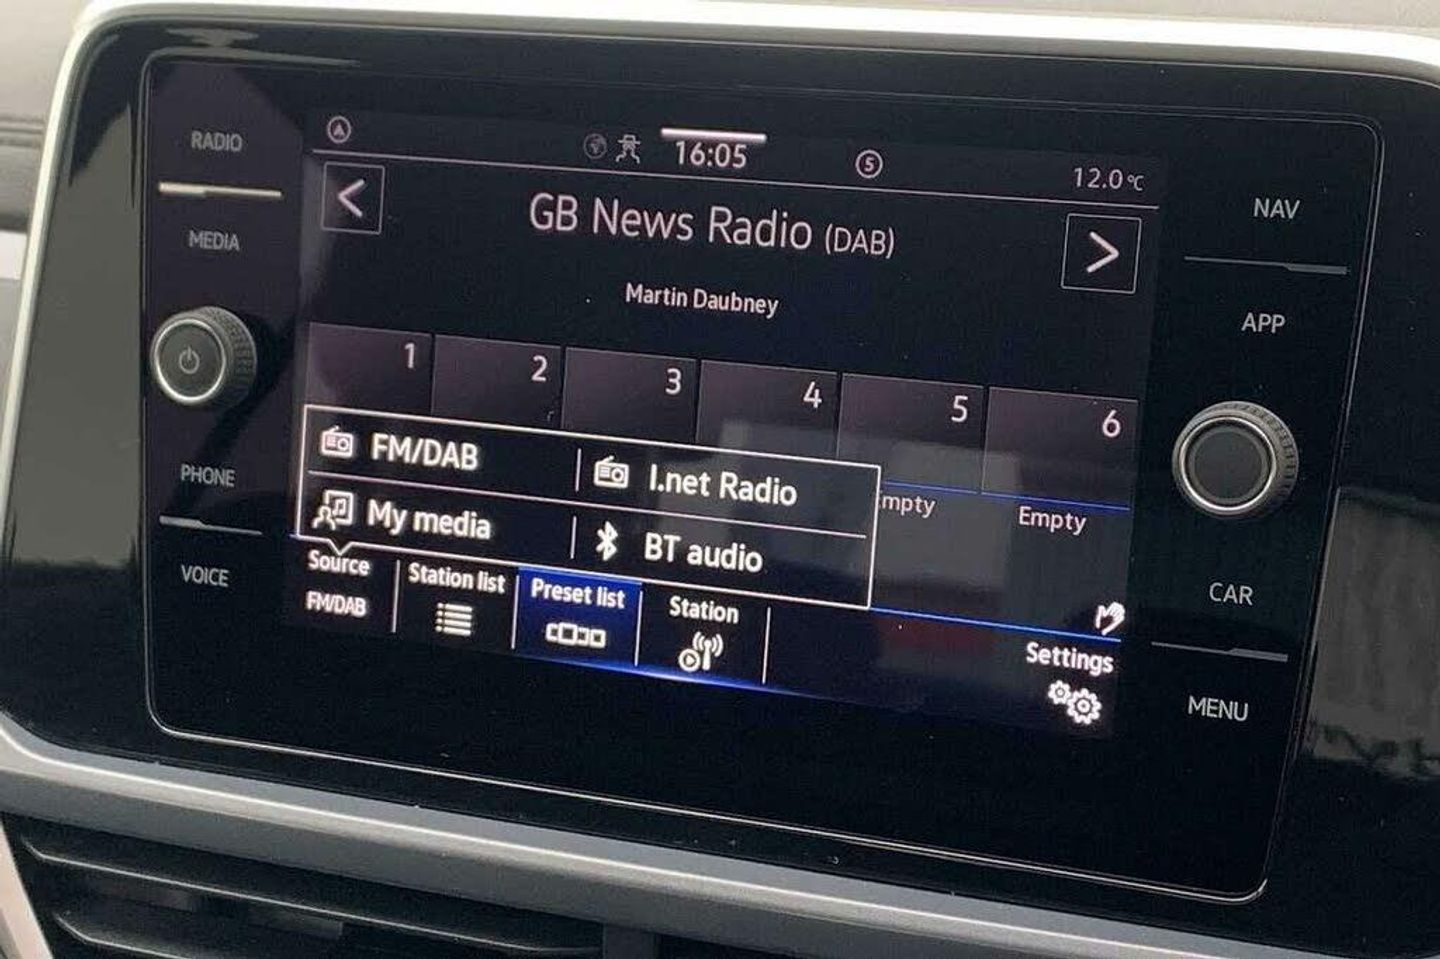 RADIO
MEDIA
PHONE
VOICE
16:05
5
12.0°C
GB News Radio (DAB)
Martin Daubney
1
2
3
4
5
6
FM/DAB
I.net Radio
My media
BT audio
mpty
Empty
Source
FM/DAB
Station list
Preset list
Station
Settings
NAV
APP
CAR
MENU